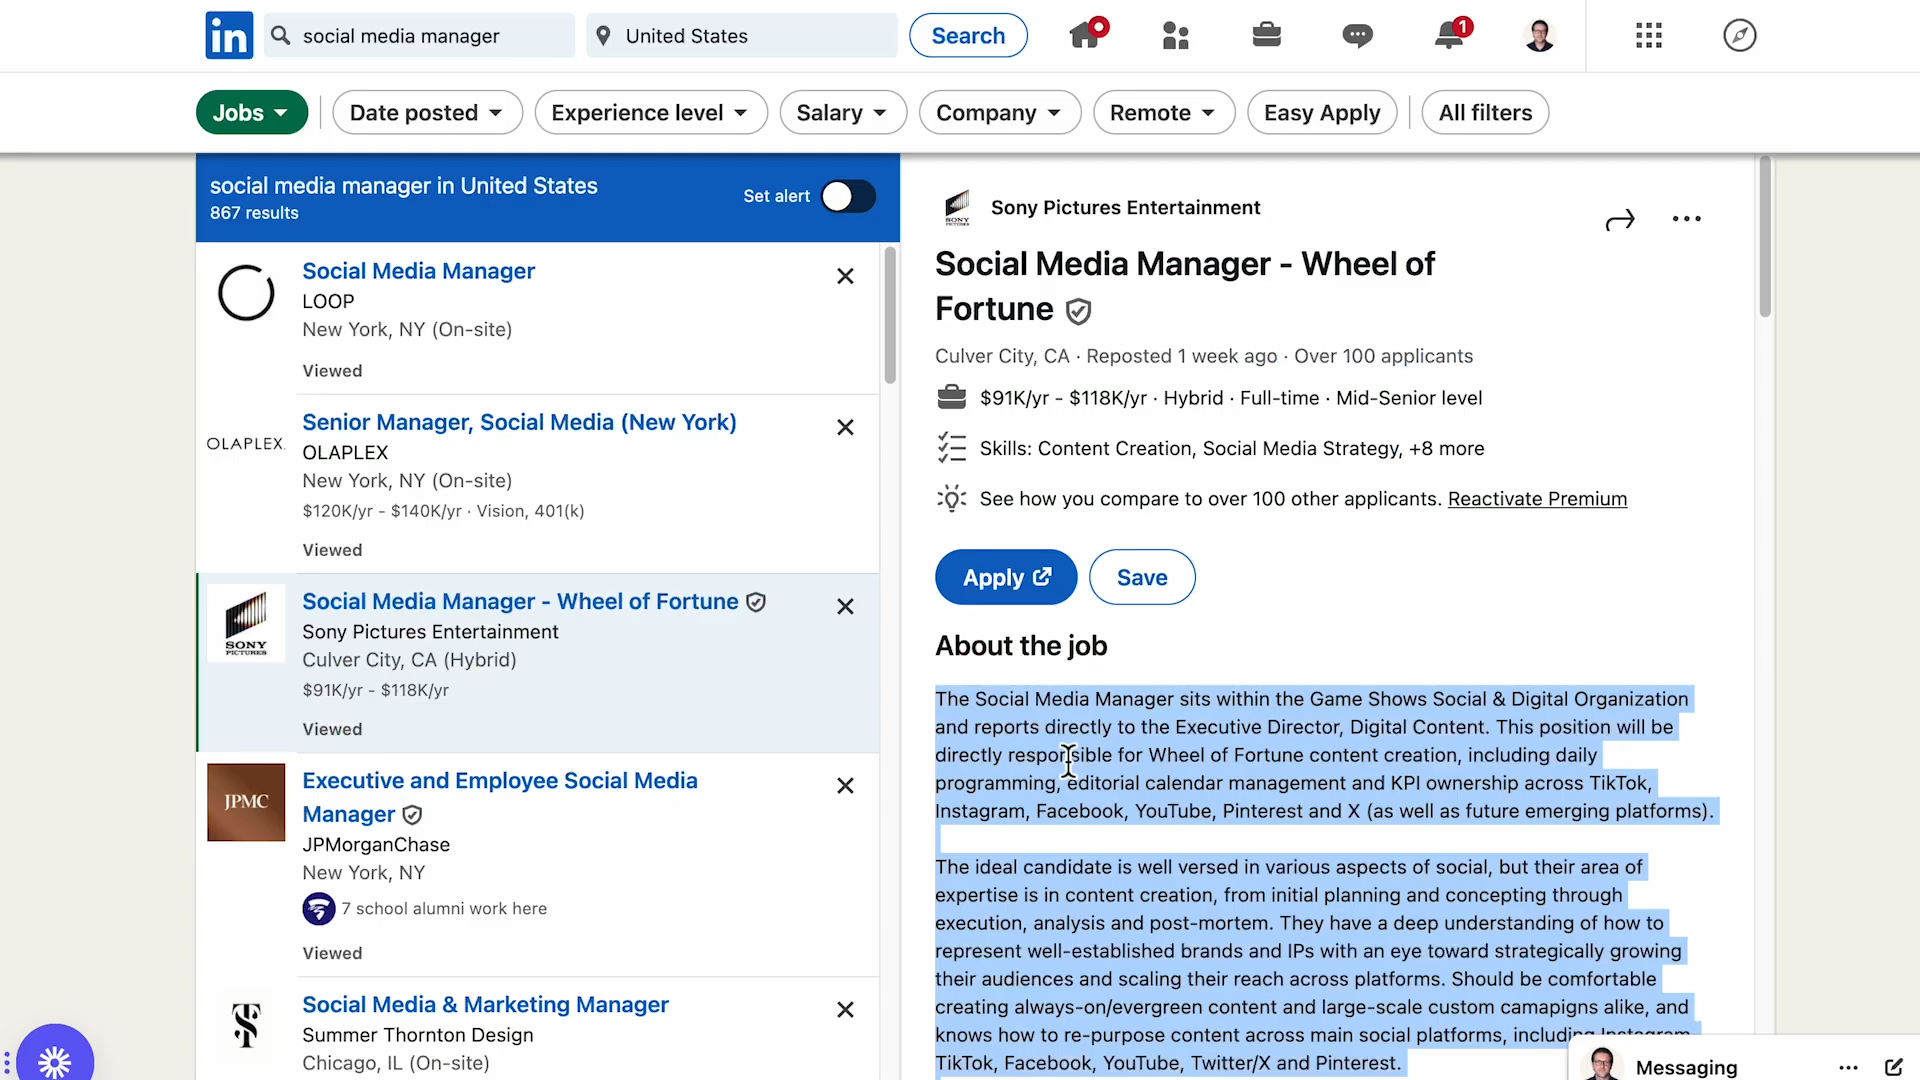 in
social media manager
United States
Search
1
Jobs
Date posted
Experience level
Salary
Company
Remote
Easy Apply
All filters
social media manager in United States
867 results
Set alert
Social Media Manager
LOOP
New York, NY (On-site)
Viewed
OLAPLEX.
Senior Manager, Social Media (New York)
OLAPLEX
New York, NY (On-site)
$120K/yr - $140K/yr · Vision, 401(k)
Viewed
SONY
PICTURES
Social Media Manager - Wheel of Fortune
Sony Pictures Entertainment
Culver City, CA (Hybrid)
$91K/yr - $118K/yr
Viewed
JPMC
Executive and Employee Social Media
Manager
JPMorganChase
New York, NY
7 school alumni work here
Viewed
Social Media & Marketing Manager
Summer Thornton Design
Chicago, IL (On-site)
SONY
PICTURES
Sony Pictures Entertainment
Social Media Manager - Wheel of
Fortune
Culver City, CA · Reposted 1 week ago · Over 100 applicants
$91K/yr - $118K/yr · Hybrid · Full-time · Mid-Senior level
Skills: Content Creation, Social Media Strategy, +8 more
See how you compare to over 100 other applicants. Reactivate Premium
Apply
Save
About the job
The Social Media Manager sits within the Game Shows Social & Digital Organization
and reports directly to the Executive Director, Digital Content. This position will be
directly responsible for Wheel of Fortune content creation, including daily
programming, editorial calendar management and KPI ownership across TikTok,
Instagram, Facebook, YouTube, Pinterest and X (as well as future emerging platforms).
The ideal candidate is well versed in various aspects of social, but their area of
expertise is in content creation, from initial planning and concepting through
execution, analysis and post-mortem. They have a deep understanding of how to
represent well-established brands and IPs with an eye toward strategically growing
their audiences and scaling their reach across platforms. Should be comfortable
creating always-on/evergreen content and large-scale custom camapigns alike, and
knows how to re-purpose content across main social platforms, including Instagram,
TikTok, Facebook, YouTube, Twitter/X and Pinterest.
Messaging